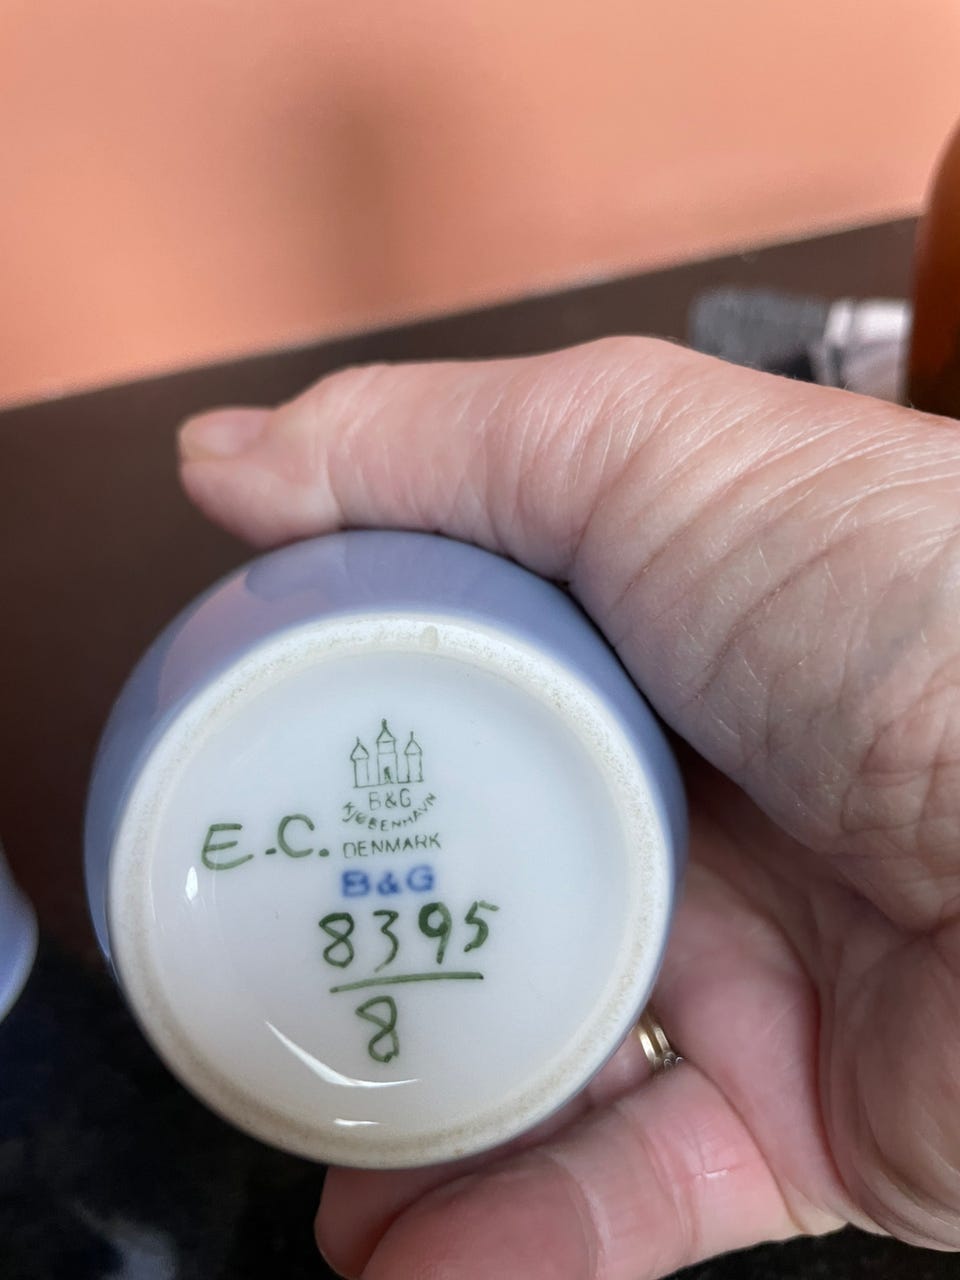 B&G
KJØBENHAVN
E.C. DENMARK
B&G
8395
8